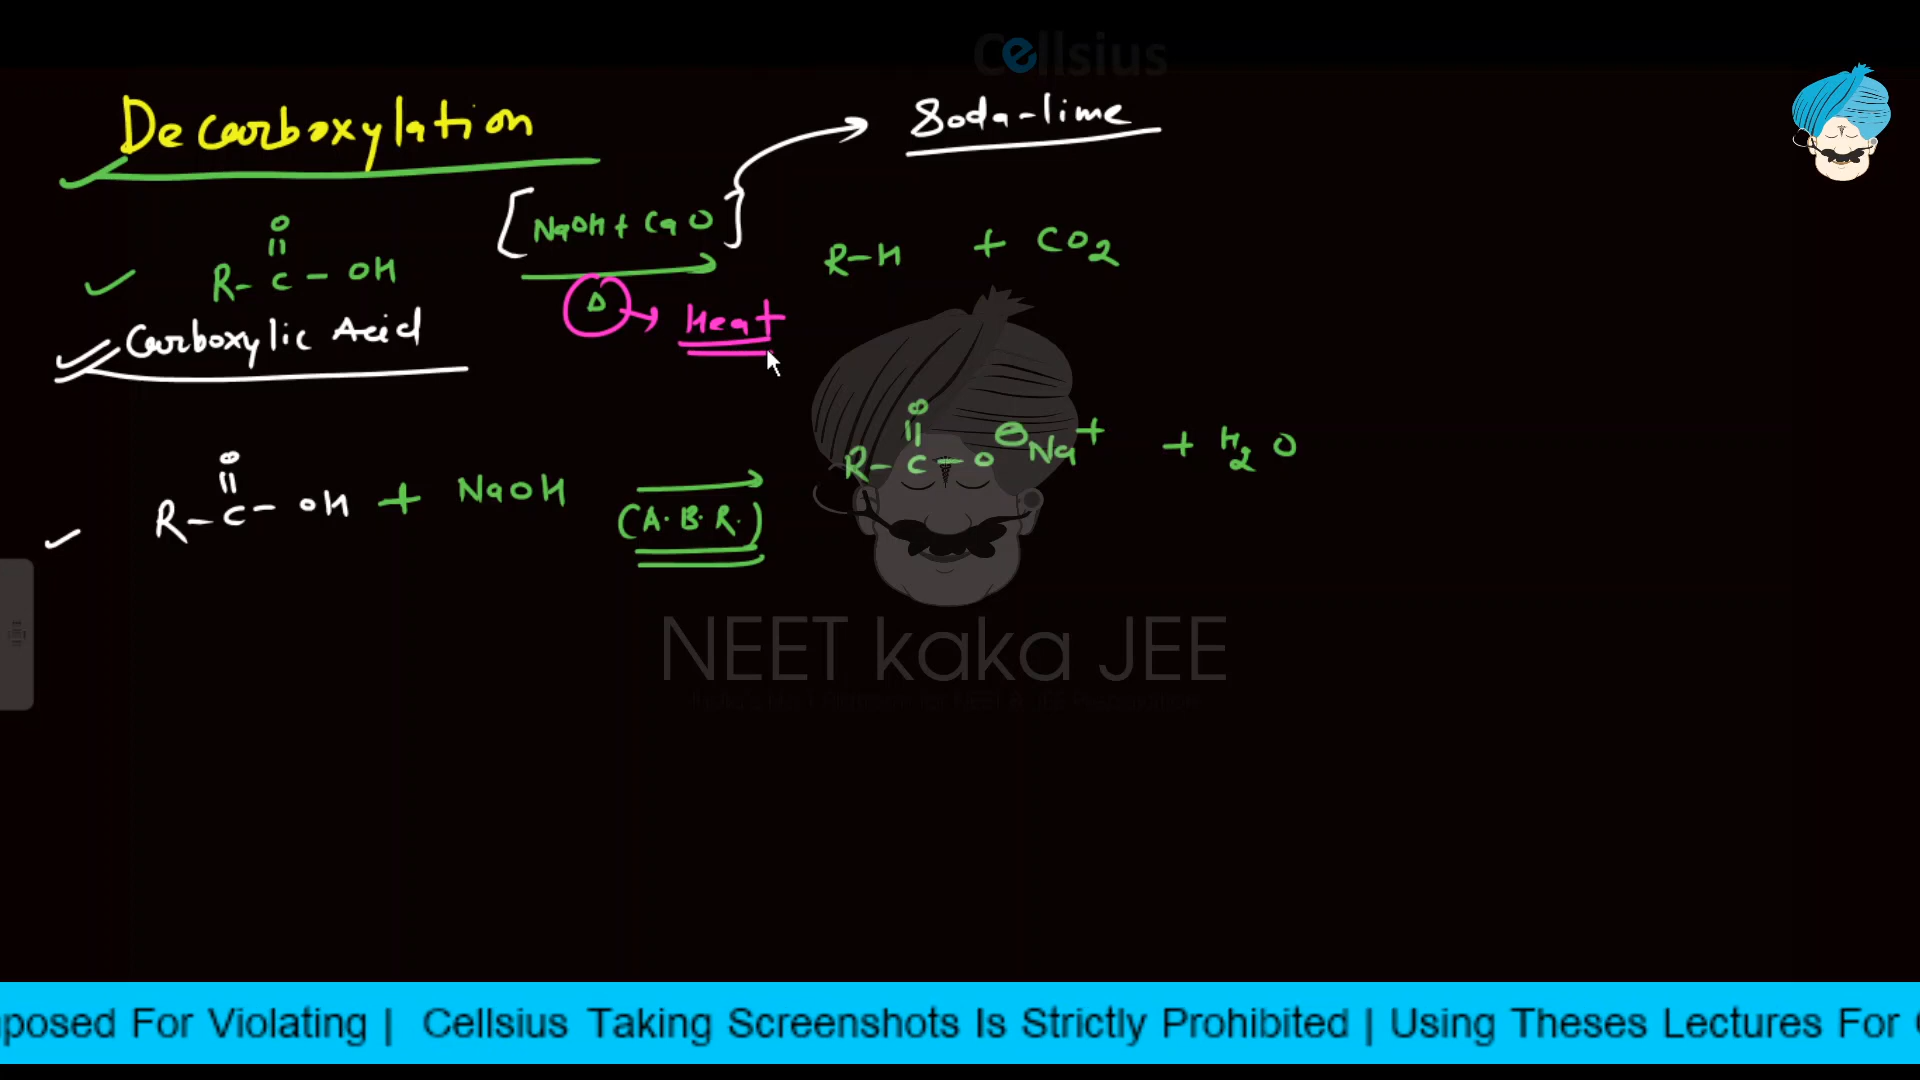 Cellsius
Decarboxylation
Soda-lime
[NaOH + CaO]
R-C-OH
O
R-H + CO2
Δ → Heat
Carboxylic Acid
O
R-C-OH + NaOH
(A.B.R.)
O
R-C-O⊖Na+ + H2O
NEET kaka JEE
posed For Violating | Cellsius Taking Screenshots Is Strictly Prohibited | Using Theses Lectures For